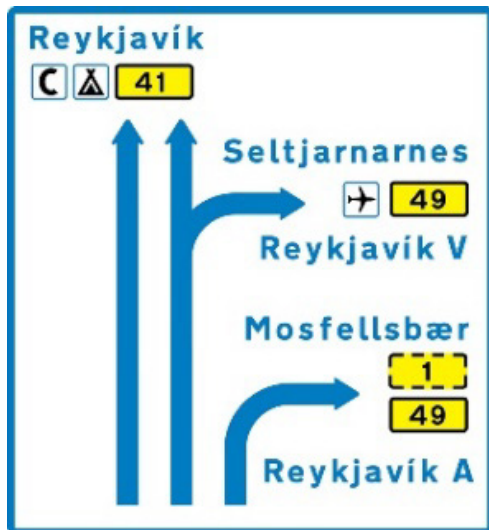 Reykjavík
C 41
Seltjarnarnes
49
Reykjavík V
Mosfellsbær
1
49
Reykjavík A